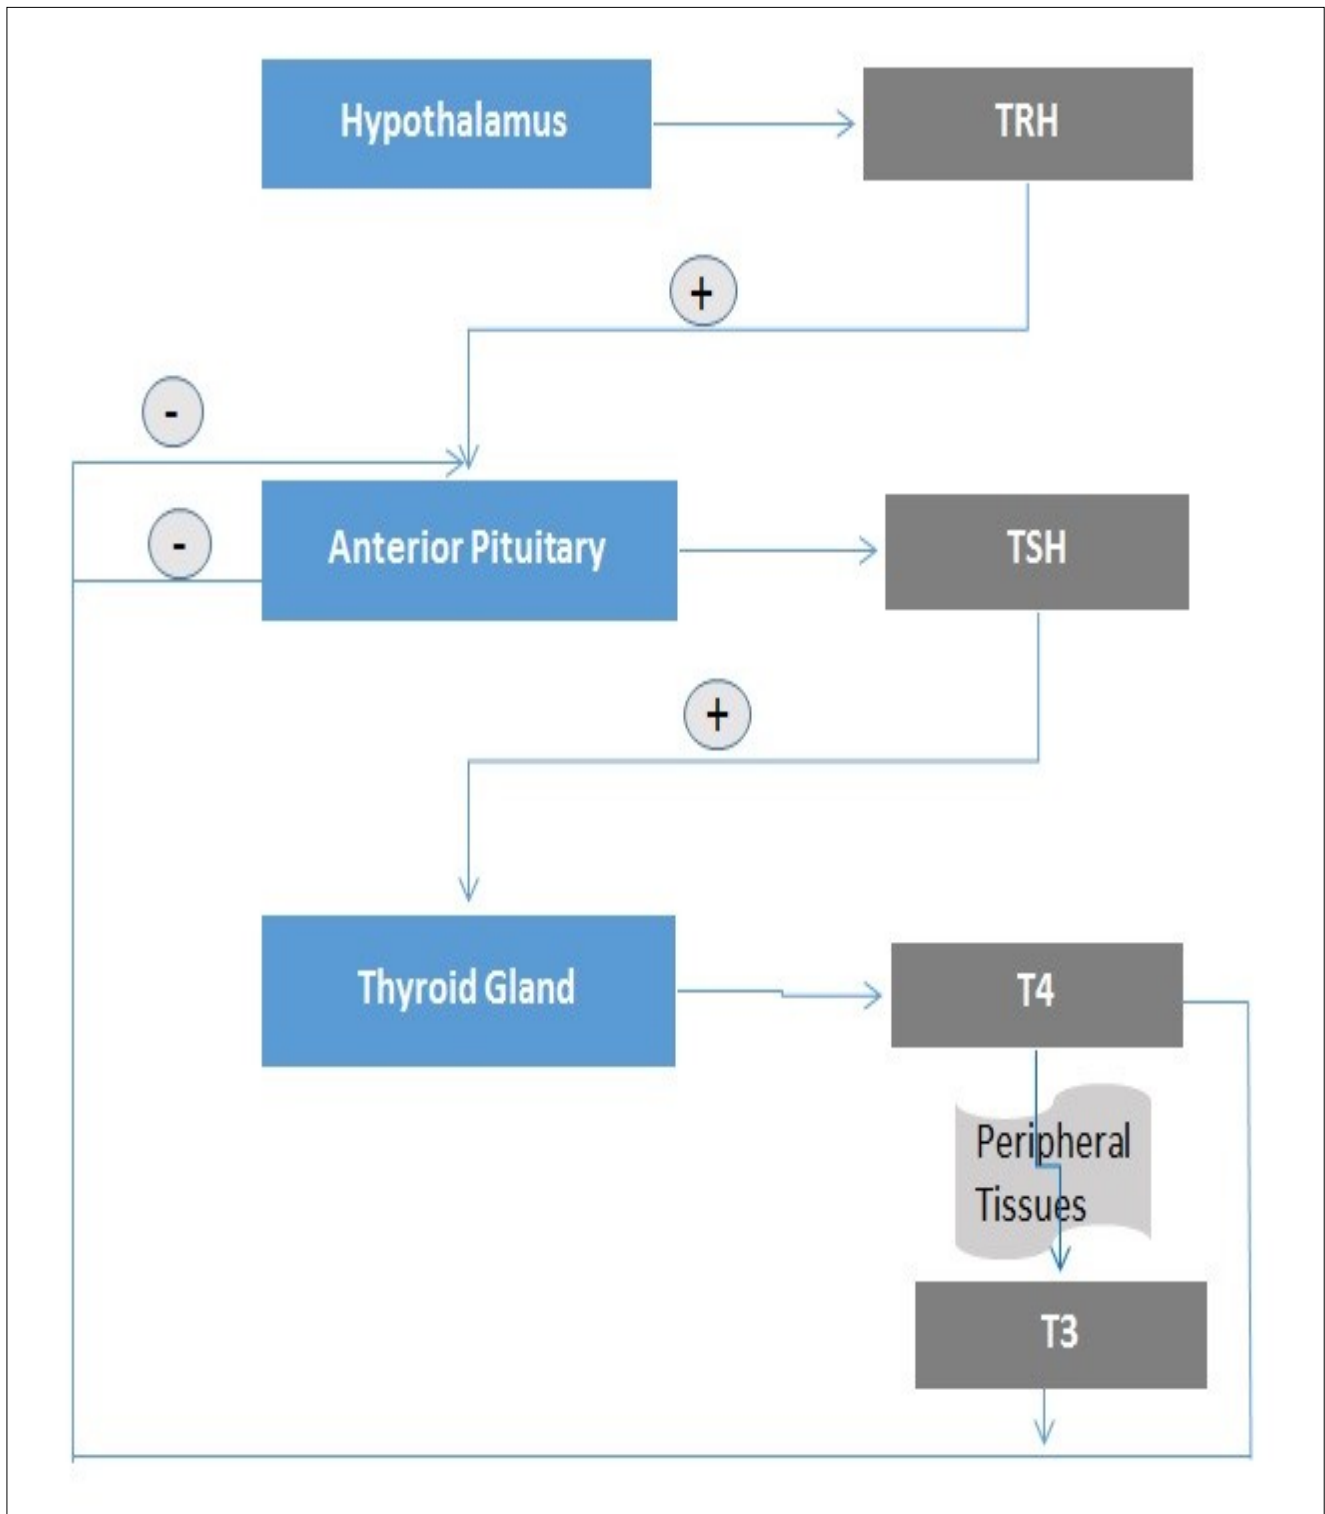 Hypothalamus
TRH
+
-
-
Anterior Pituitary
TSH
+
Thyroid Gland
T4
Peripheral
Tissues
T3